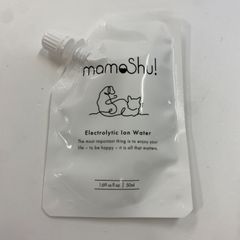 momoShu!
Electrolytic Ion Water
The most important thing is to enjoy your
life - to be happy - it is all that matters.
1.69 oz fl.oz | 50ml